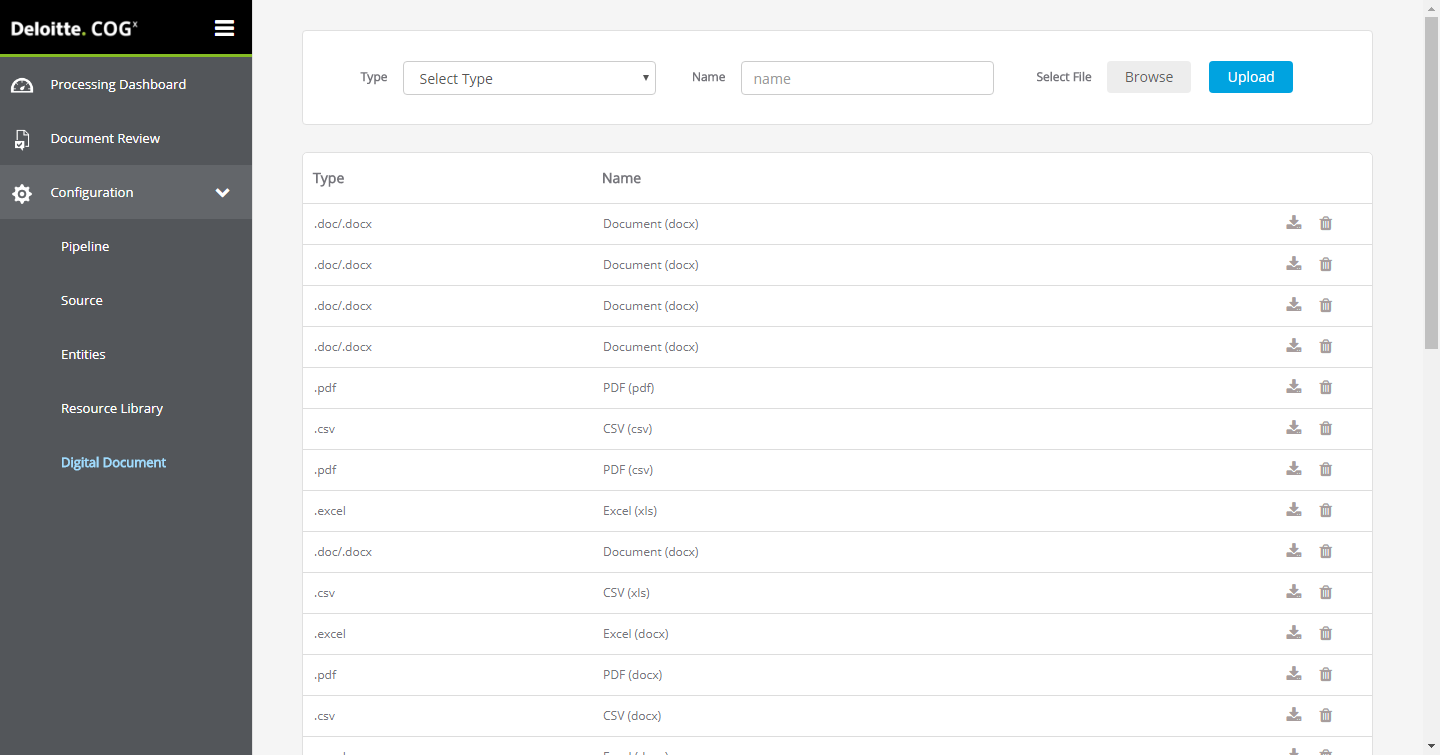 Deloitte. COGx
Processing Dashboard
Document Review
Configuration
Pipeline
Source
Entities
Resource Library
Digital Document
Type Select Type Name name Select File Browse Upload
Type Name
.doc/.docx Document (docx)
.doc/.docx Document (docx)
.doc/.docx Document (docx)
.doc/.docx Document (docx)
.pdf PDF (pdf)
.csv CSV (csv)
.pdf PDF (csv)
.excel Excel (xls)
.doc/.docx Document (docx)
.csv CSV (xls)
.excel Excel (docx)
.pdf PDF (docx)
.csv CSV (docx)